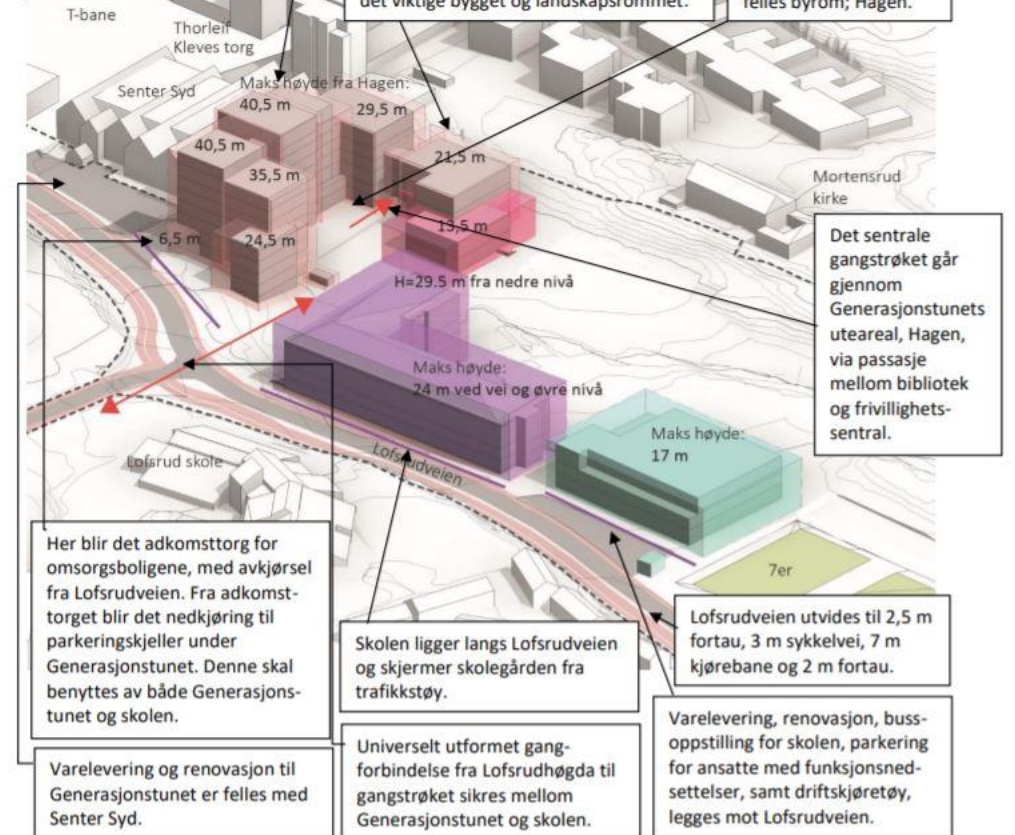 det viktige bygget og landskapsrommet.
felles byrom; Hagen.
T-bane
Thorleif
Kleves torg
Senter Syd
Maks høyde fra Hagen:
40,5 m
29,5 m
40,5 m
21,5 m
35,5 m
Mortensrud
kirke
13,5 m
6,5 m
24,5 m
H=29.5 m fra nedre nivå
Det sentrale
gangstrøket går
gjennom
Generasjonstunets
uteareal, Hagen,
via passasje
mellom bibliotek
og frivillighets-
sentral.
Maks høyde:
24 m ved vei og øvre nivå
Maks høyde:
17 m
Lofsrud skole
Lofsrudveien
7er
Her blir det adkomsttorg for
omsorgsboligene, med avkjørsel
fra Lofsrudveien. Fra adkomst-
torget blir det nedkjøring til
parkeringskjeller under
Generasjonstunet. Denne skal
benyttes av både Generasjons-
tunet og skolen.
Skolen ligger langs Lofsrudveien
og skjermer skolegården fra
trafikkstøy.
Lofsrudveien utvides til 2,5 m
fortau, 3 m sykkelvei, 7 m
kjørebane og 2 m fortau.
Varelevering og renovasjon til
Generasjonstunet er felles med
Senter Syd.
Universelt utformet gang-
forbindelse fra Lofsrudhøgda til
gangstrøket sikres mellom
Generasjonstunet og skolen.
Varelevering, renovasjon, buss-
oppstilling for skolen, parkering
for ansatte med funksjonsned-
settelser, samt driftskjøretøy,
legges mot Lofsrudveien.